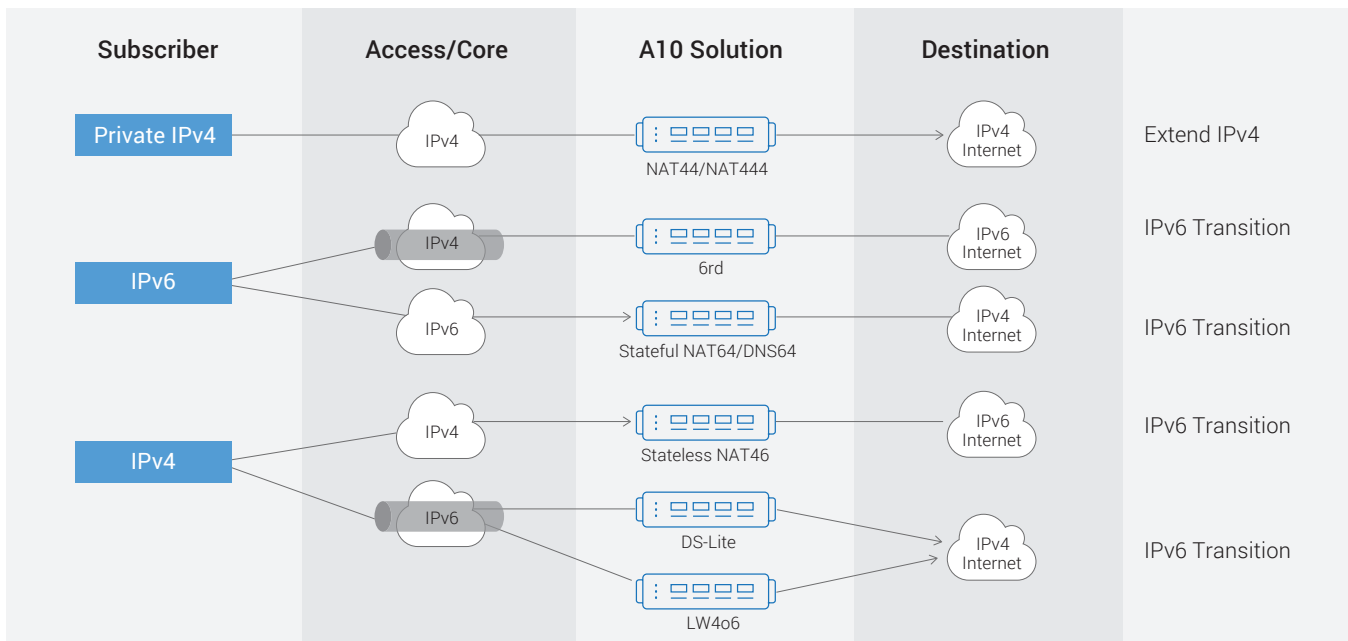 Subscriber
Access/Core
A10 Solution
Destination
Private IPv4
IPv4
NAT44/NAT444
IPv4
Internet
Extend IPv4
IPv6
IPv4
6rd
IPv6
Internet
IPv6 Transition
IPv6
Stateful NAT64/DNS64
IPv4
Internet
IPv6 Transition
IPv4
IPv4
Stateless NAT46
IPv6
Internet
IPv6 Transition
IPv6
DS-Lite
LW4o6
IPv4
Internet
IPv6 Transition